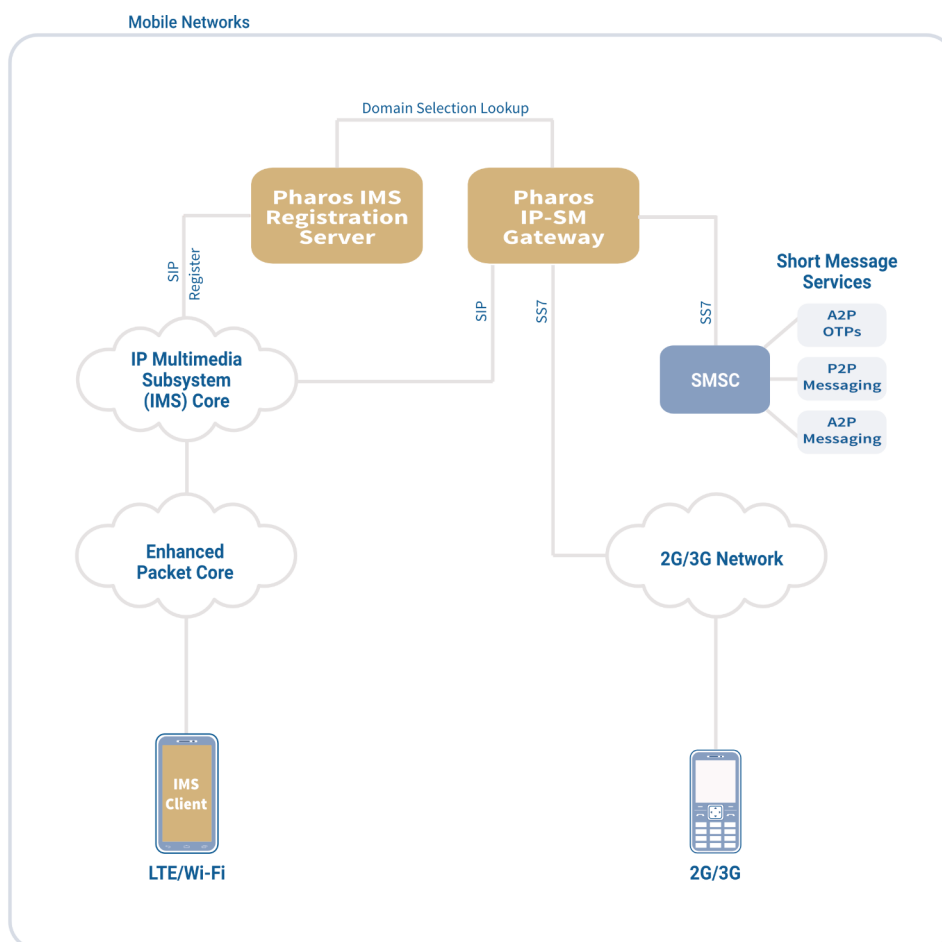 Mobile Networks
Domain Selection Lookup
Pharos IMS
Registration
Server
Pharos
IP-SM
Gateway
SIP
Register
SIP
SS7
SS7
Short Message
Services
A2P
OTPs
P2P
Messaging
A2P
Messaging
SMSC
IP Multimedia
Subsystem
(IMS) Core
Enhanced
Packet Core
2G/3G Network
IMS
Client
LTE/Wi-Fi
2G/3G